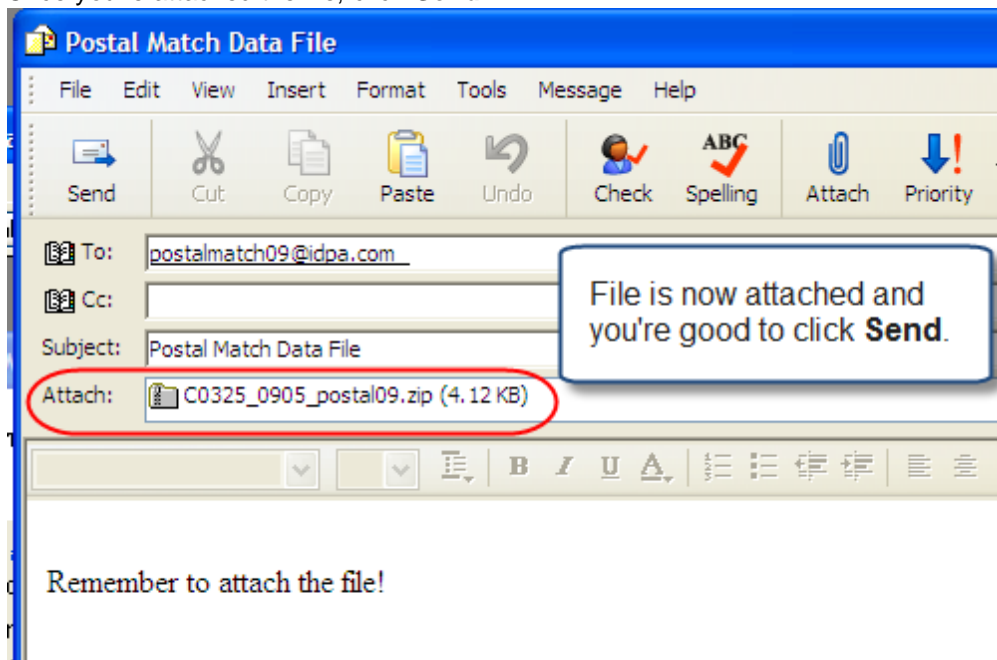 Postal Match Data File
File Edit View Insert Format Tools Message Help
Send Cut Copy Paste Undo Check Spelling Attach Priority
ABC
To: postalmatch09@idpa.com
Cc:
Subject: Postal Match Data File
Attach: C0325_0905_postal09.zip (4.12 KB)
File is now attached and
you're good to click Send.
B I U A
Remember to attach the file!